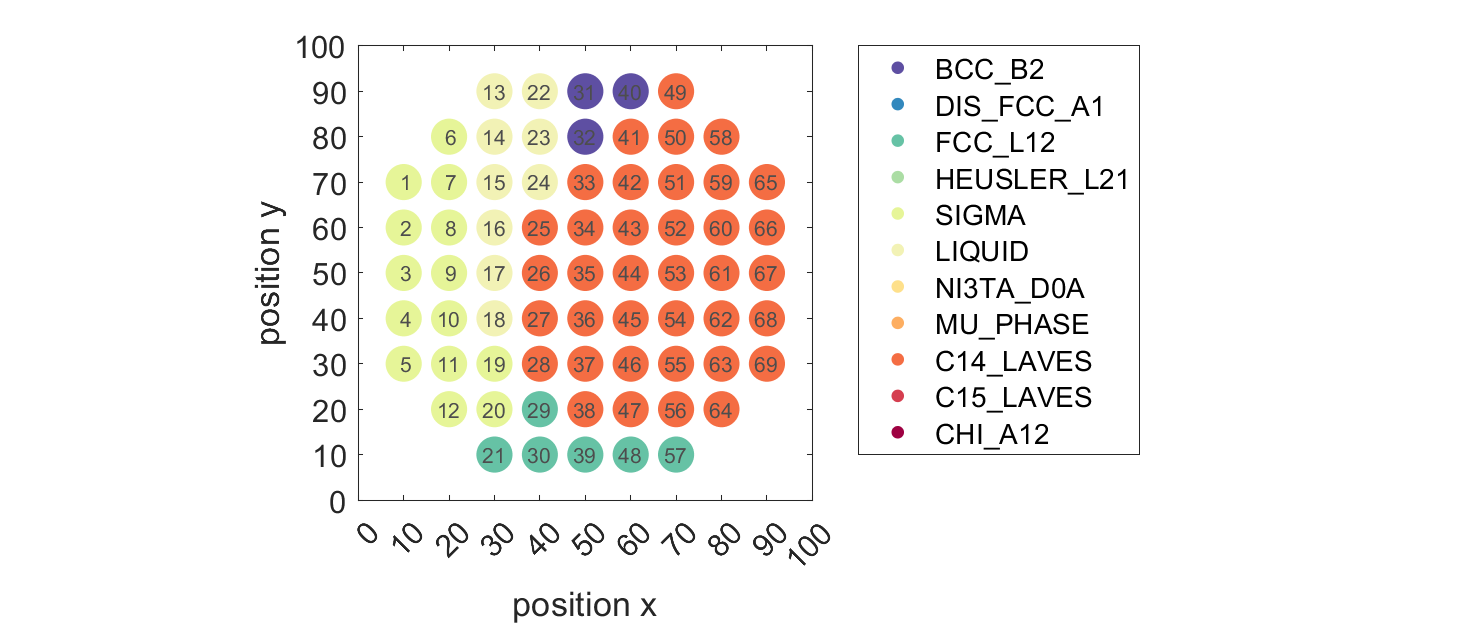 100
90
80
70
60
50
40
30
20
10
0
position y
13 22 31 40 49
6 14 23 32 41 50 58
1 7 15 24 33 42 51 59 65
2 8 16 25 34 43 52 60 66
3 9 17 26 35 44 53 61 67
4 10 18 27 36 45 54 62 68
5 11 19 28 37 46 55 63 69
12 20 29 38 47 56 64
21 30 39 48 57
0 10 20 30 40 50 60 70 80 90 100
position x
BCC_B2
DIS_FCC_A1
FCC_L12
HEUSLER_L21
SIGMA
LIQUID
NI3TA_D0A
MU_PHASE
C14_LAVES
C15_LAVES
CHI_A12